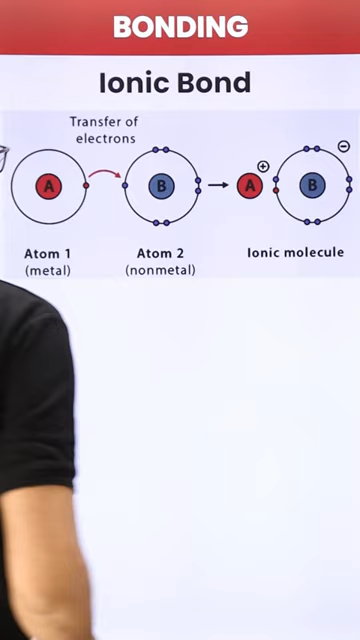 BONDING
Ionic Bond
Transfer of
electrons
A
B
A
+
B
−
Atom 1
(metal)
Atom 2
(nonmetal)
Ionic molecule